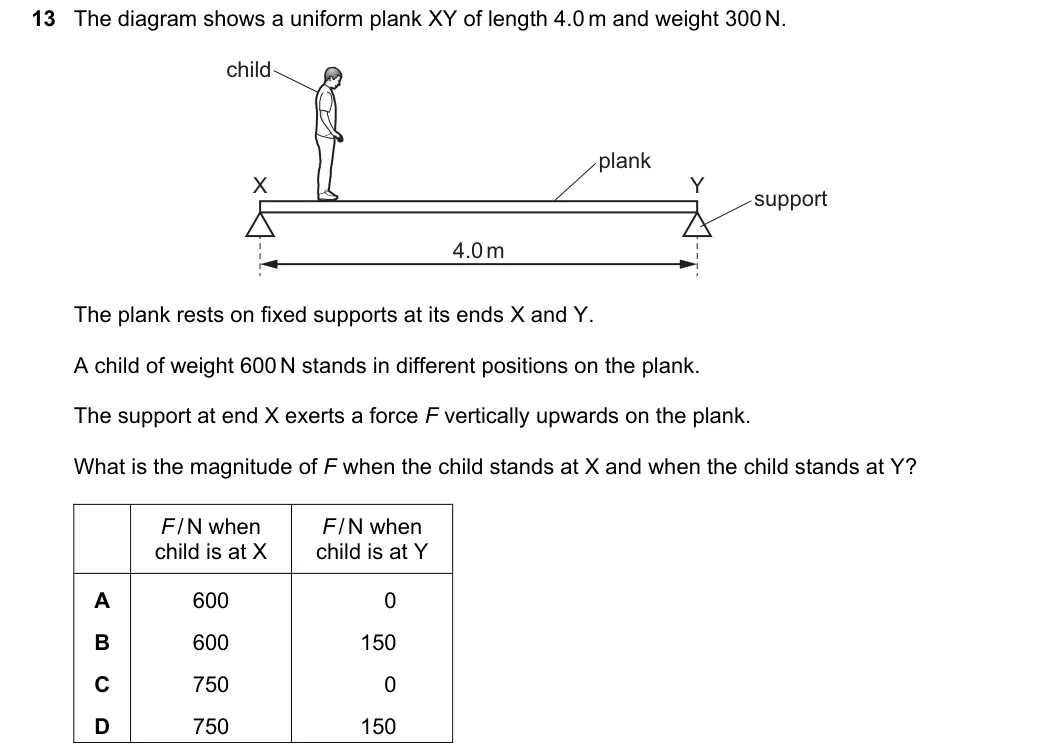 13 The diagram shows a uniform plank XY of length 4.0 m and weight 300 N.
child
plank
X
Y
support
4.0 m
The plank rests on fixed supports at its ends X and Y.
A child of weight 600 N stands in different positions on the plank.
The support at end X exerts a force F vertically upwards on the plank.
What is the magnitude of F when the child stands at X and when the child stands at Y?
F / N when child is at X
F / N when child is at Y
A 600 0
B 600 150
C 750 0
D 750 150